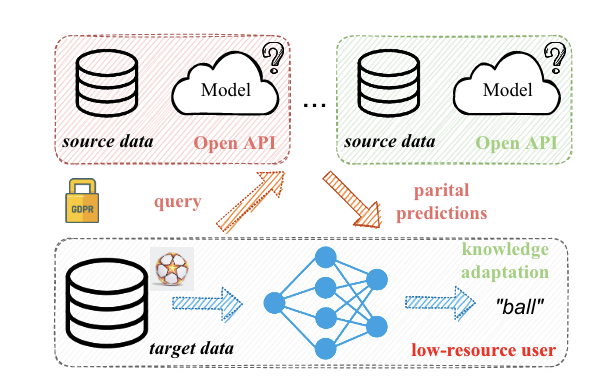 Model
?
source data
Open API
...
Model
?
source data
Open API
GDPR
query
parital
predictions
knowledge
adaptation
"ball"
target data
low-resource user